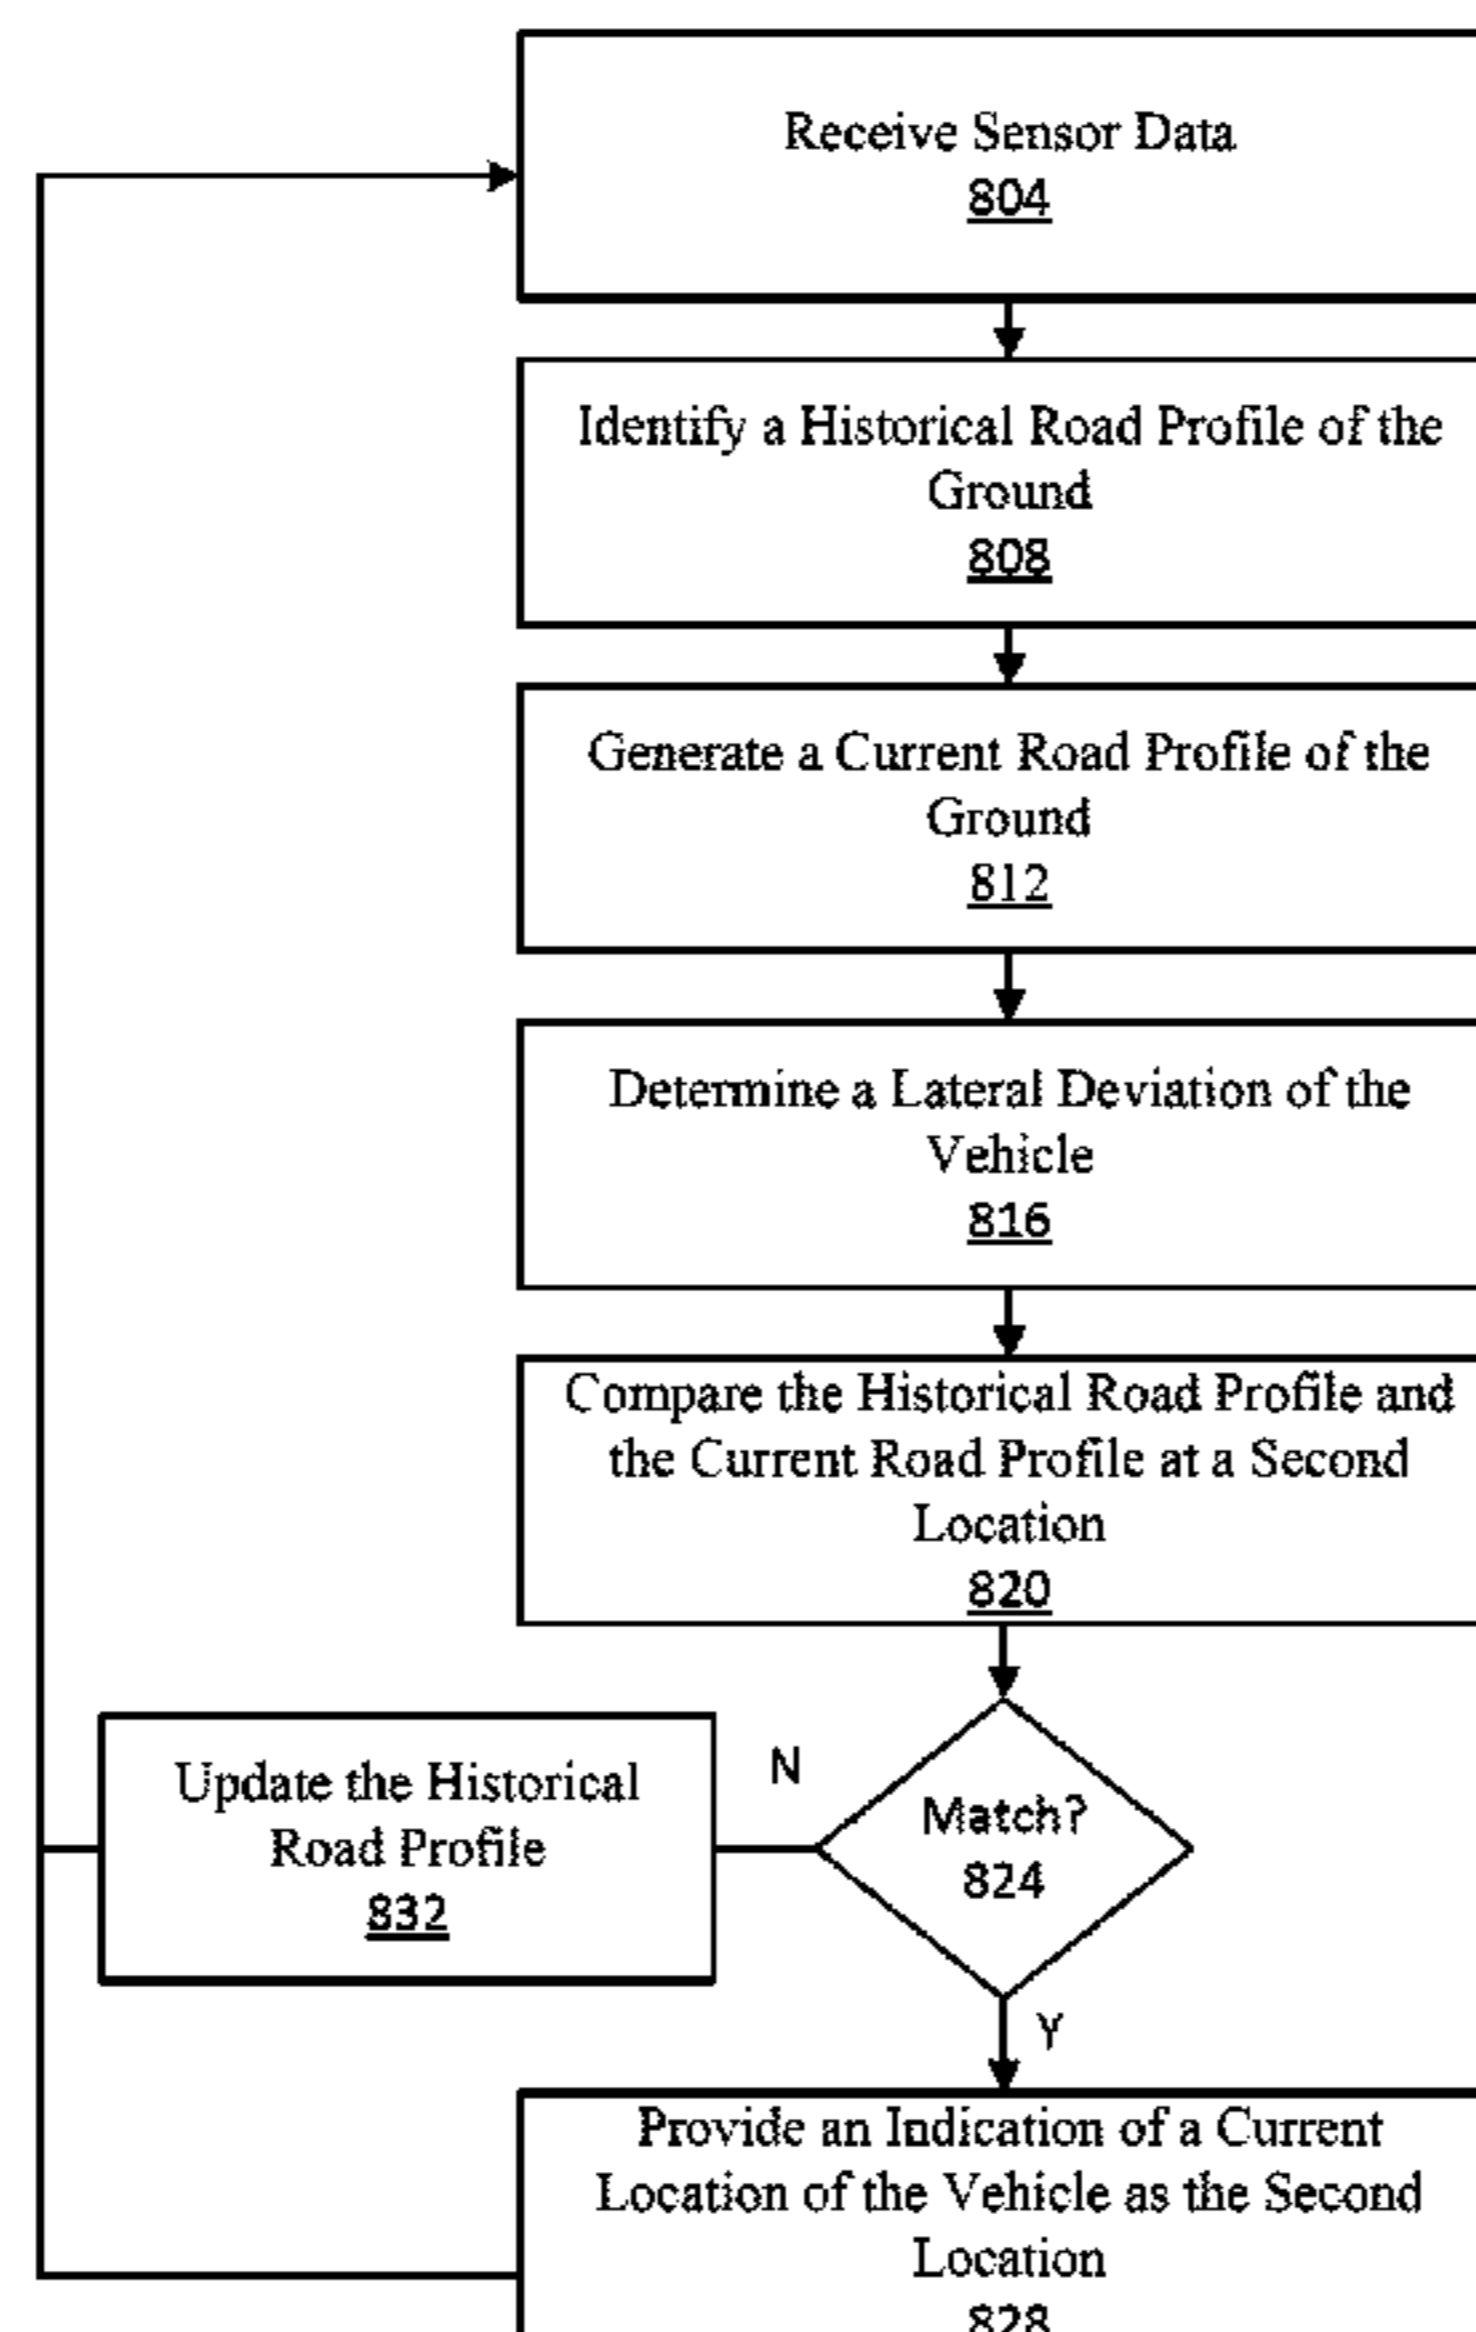 Receive Sensor Data
804
Identify a Historical Road Profile of the
Ground
808
Generate a Current Road Profile of the
Ground
812
Determine a Lateral Deviation of the
Vehicle
816
Compare the Historical Road Profile and
the Current Road Profile at a Second
Location
820
N
Update the Historical
Road Profile
832
Match?
824
Y
Provide an Indication of a Current
Location of the Vehicle as the Second
Location
828